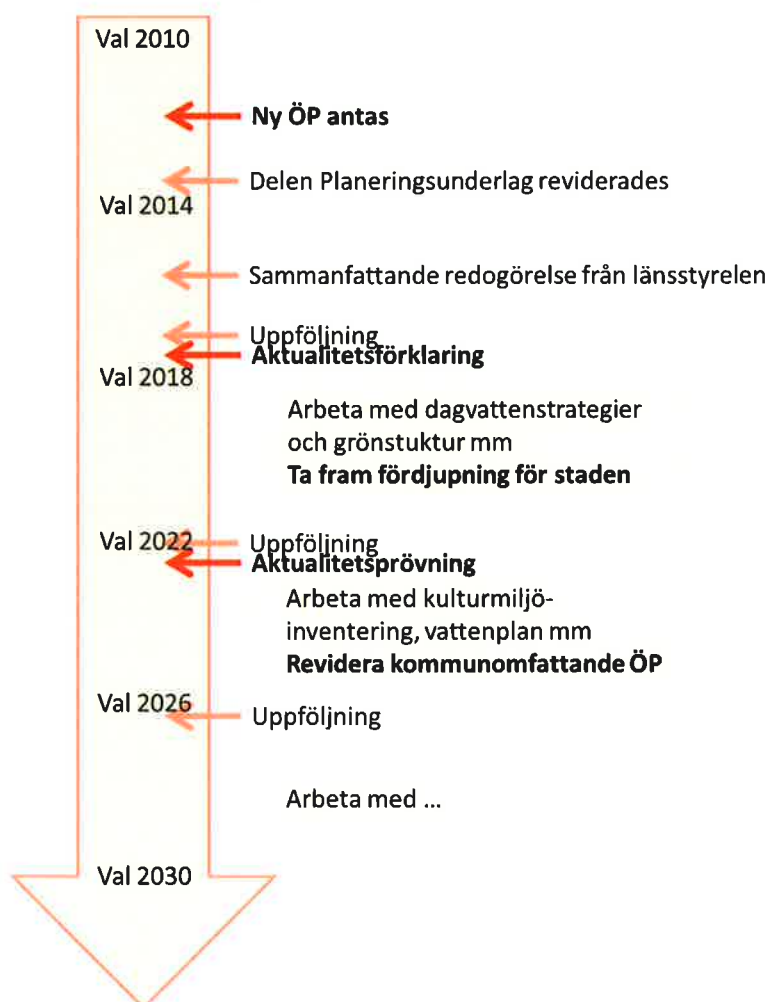 Val 2010
Ny ÖP antas
Delen Planeringsunderlag reviderades
Val 2014
Sammanfattande redogörelse från länsstyrelen
Uppföljning
Aktualitetsförklaring
Val 2018
Arbeta med dagvattenstrategier
och grönstuktur mm
Ta fram fördjupning för staden
Val 2022
Uppföljning
Aktualitetsprövning
Arbeta med kulturmiljö-
inventering, vattenplan mm
Revidera kommunomfattande ÖP
Val 2026
Uppföljning
Arbeta med ...
Val 2030